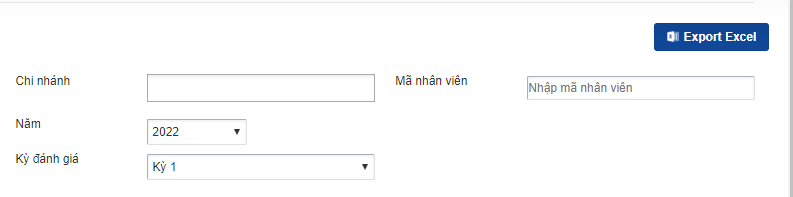 Export Excel
Chi nhánh
Mã nhân viên
Nhập mã nhân viên
Năm
2022
Kỳ đánh giá
Kỳ 1